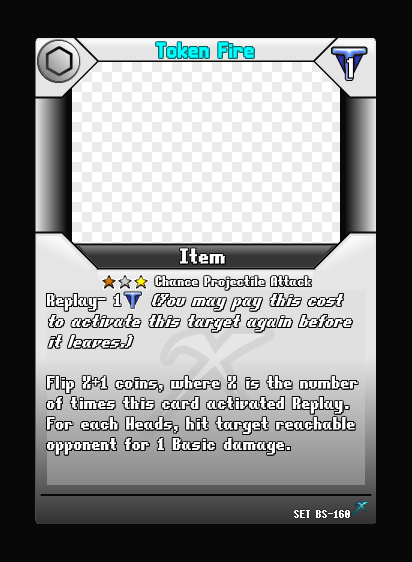 Token Fire
1
Item
Chance Projectile Attack
Replay- 1 (You may pay this cost
to activate this target again before
it leaves.)
Flip X+1 coins, where X is the number
of times this card activated Replay.
For each Heads, hit target reachable
opponent for 1 Basic damage.
SET BS-160